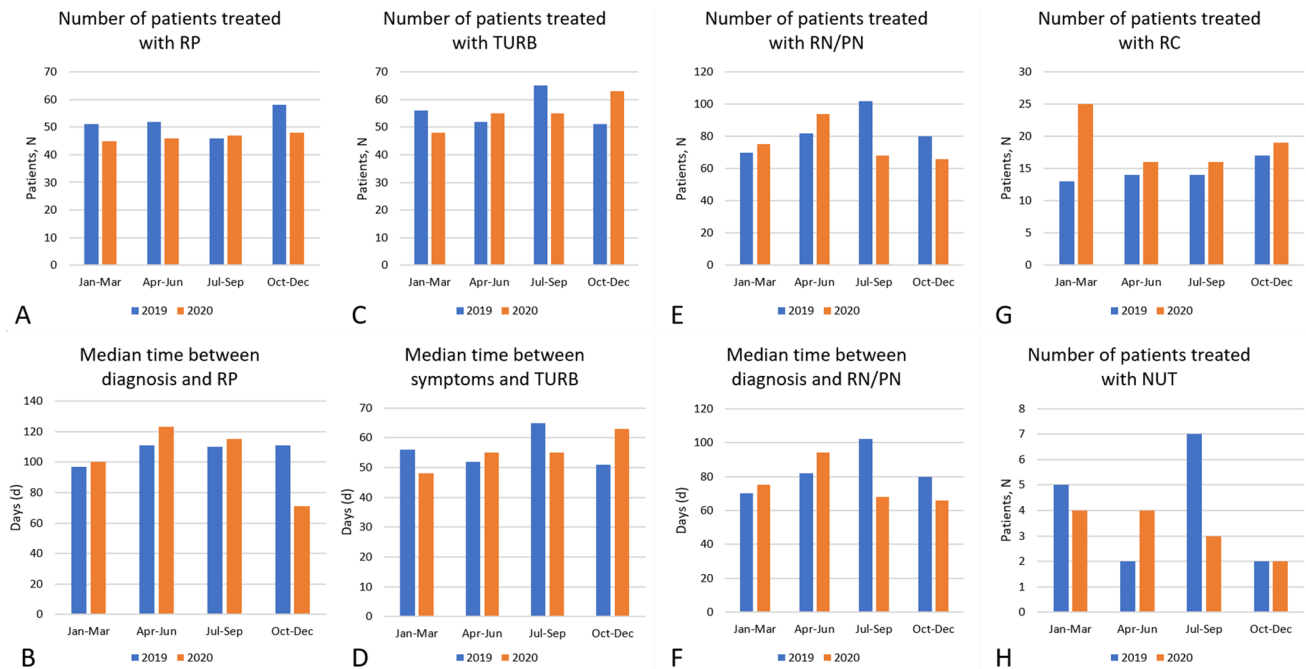 Number of patients treated
with RP
Patients, N
70
60
50
40
30
20
10
0
Jan-Mar Apr-Jun Jul-Sep Oct-Dec
2019 2020
A
Number of patients treated
with TURB
Patients, N
70
60
50
40
30
20
10
0
Jan-Mar Apr-Jun Jul-Sep Oct-Dec
2019 2020
C
Number of patients treated
with RN/PN
Patients, N
120
100
80
60
40
20
0
Jan-Mar Apr-Jun Jul-Sep Oct-Dec
2019 2020
E
Number of patients treated
with RC
Patients, N
30
25
20
15
10
5
0
Jan-Mar Apr-Jun Jul-Sep Oct-Dec
2019 2020
G
Median time between
diagnosis and RP
Days (d)
140
120
100
80
60
40
20
0
Jan-Mar Apr-Jun Jul-Sep Oct-Dec
2019 2020
B
Median time between
symptoms and TURB
Days (d)
70
60
50
40
30
20
10
0
Jan-Mar Apr-Jun Jul-Sep Oct-Dec
2019 2020
D
Median time between
diagnosis and RN/PN
Days (d)
120
100
80
60
40
20
0
Jan-Mar Apr-Jun Jul-Sep Oct-Dec
2019 2020
F
Number of patients treated
with NUT
Patients, N
8
7
6
5
4
3
2
1
0
Jan-Mar Apr-Jun Jul-Sep Oct-Dec
2019 2020
H